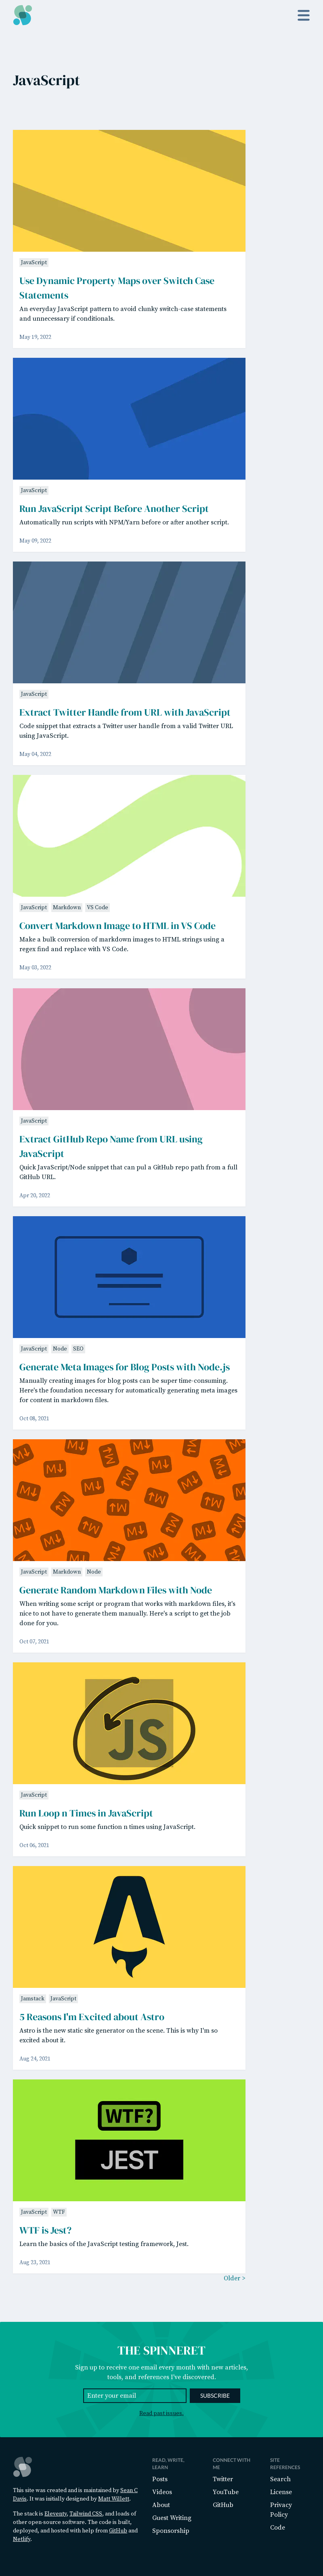 JavaScript
JavaScript
Use Dynamic Property Maps over Switch Case
Statements
An everyday JavaScript pattern to avoid clunky switch-case statements
and unnecessary if conditionals.
May 19, 2022
JavaScript
Run JavaScript Script Before Another Script
Automatically run scripts with NPM/Yarn before or after another script.
May 09, 2022
JavaScript
Extract Twitter Handle from URL with JavaScript
Code snippet that extracts a Twitter user handle from a valid Twitter URL
using JavaScript.
May 04, 2022
JavaScript Markdown VS Code
Convert Markdown Image to HTML in VS Code
Make a bulk conversion of markdown images to HTML strings using a
regex find and replace with VS Code.
May 03, 2022
JavaScript
Extract GitHub Repo Name from URL using
JavaScript
Quick JavaScript/Node snippet that can pul a GitHub repo path from a full
GitHub URL.
Apr 20, 2022
JavaScript Node SEO
Generate Meta Images for Blog Posts with Node.js
Manually creating images for blog posts can be super time-consuming.
Here's the foundation necessary for automatically generating meta images
for content in markdown files.
Oct 08, 2021
JavaScript Markdown Node
Generate Random Markdown Files with Node
When writing some script or program that works with markdown files, it's
nice to not have to generate them manually. Here's a script to get the job
done for you.
Oct 07, 2021
JS
JavaScript
Run Loop n Times in JavaScript
Quick snippet to run some function n times using JavaScript.
Oct 06, 2021
Jamstack JavaScript
5 Reasons I'm Excited about Astro
Astro is the new static site generator on the scene. This is why I'm so
excited about it.
Aug 24, 2021
WTF?
JEST
JavaScript WTF
WTF is Jest?
Learn the basics of the JavaScript testing framework, Jest.
Aug 23, 2021
Older >
THE SPINNERET
Sign up to receive one email every month with new articles,
tools, and references I've discovered.
Enter your email SUBSCRIBE
Read past issues.
This site was created and is maintained by Sean C
Davis. It was initially designed by Matt Willett.
The stack is Eleventy, Tailwind CSS, and loads of
other open-source software. The code is built,
deployed, and hosted with help from GitHub and
Netlify.
READ, WRITE,
LEARN
Posts
Videos
About
Guest Writing
Sponsorship
CONNECT WITH
ME
Twitter
YouTube
GitHub
SITE
REFERENCES
Search
License
Privacy
Policy
Code